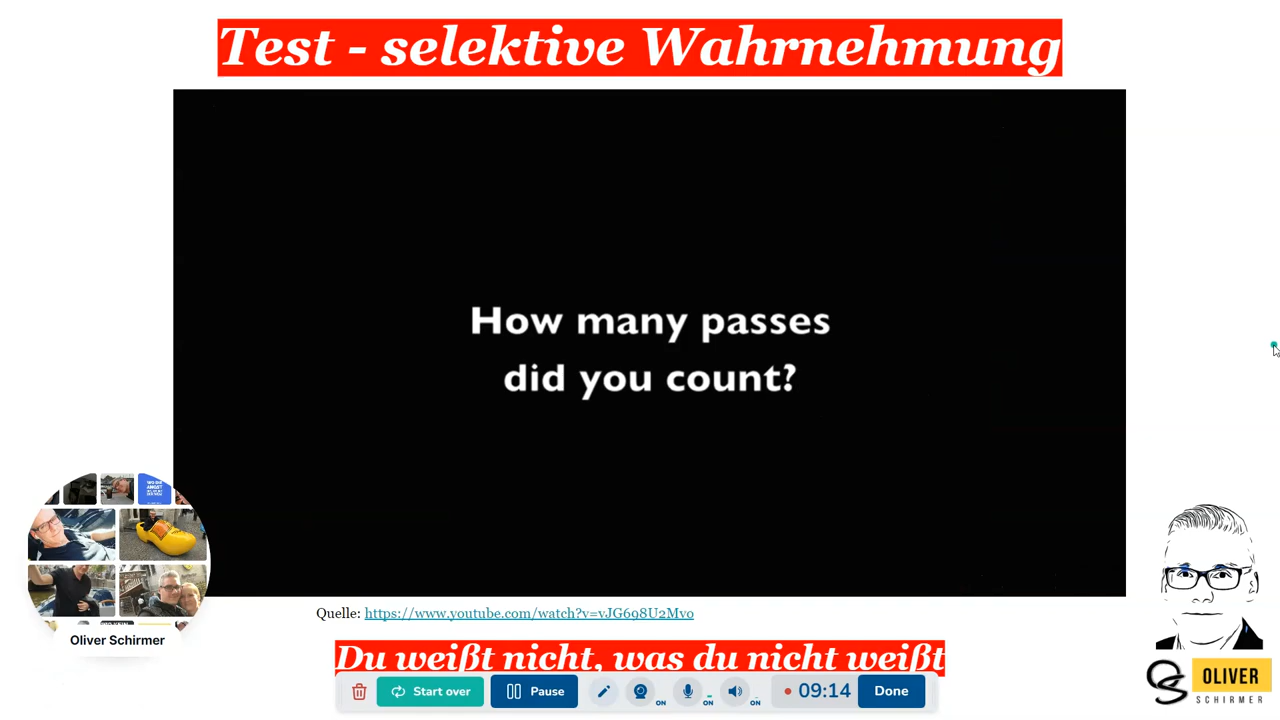 Test - selektive Wahrnehmung
How many passes
did you count?
Oliver Schirmer
Quelle: https://www.youtube.com/watch?v=vJG698U2Mvo
Du weißt nicht, was du nicht weißt
Start over
Pause
ON
ON
ON
09:14
Done
OS
OLIVER
SCHIRMER